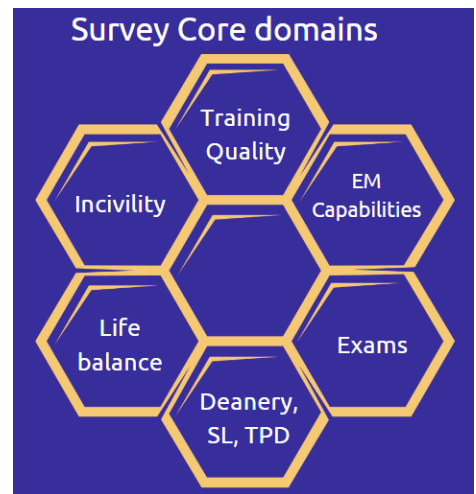 Survey Core domains
Training
Quality
EM
Capabilities
Exams
Deanery,
SL, TPD
Life
balance
Incivility